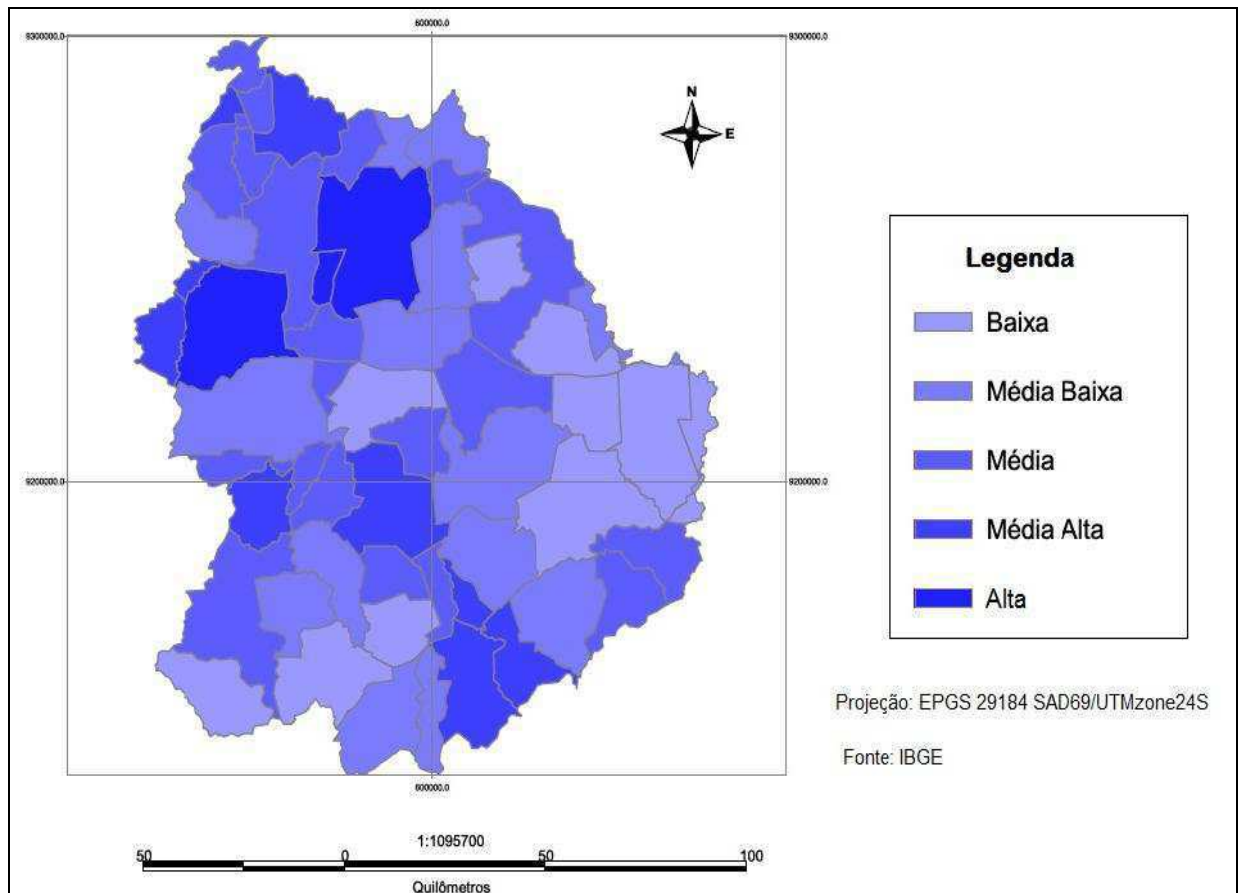 600000.0
9300000.0
9300000.0
N
E
Legenda
Baixa
Média Baixa
Média
Média Alta
Alta
9200000.0
9200000.0
Projeção: EPGS 29184 SAD69/UTMzone24S
Fonte: IBGE
600000.0
1:1095700
50 0 50 100
Quilômetros